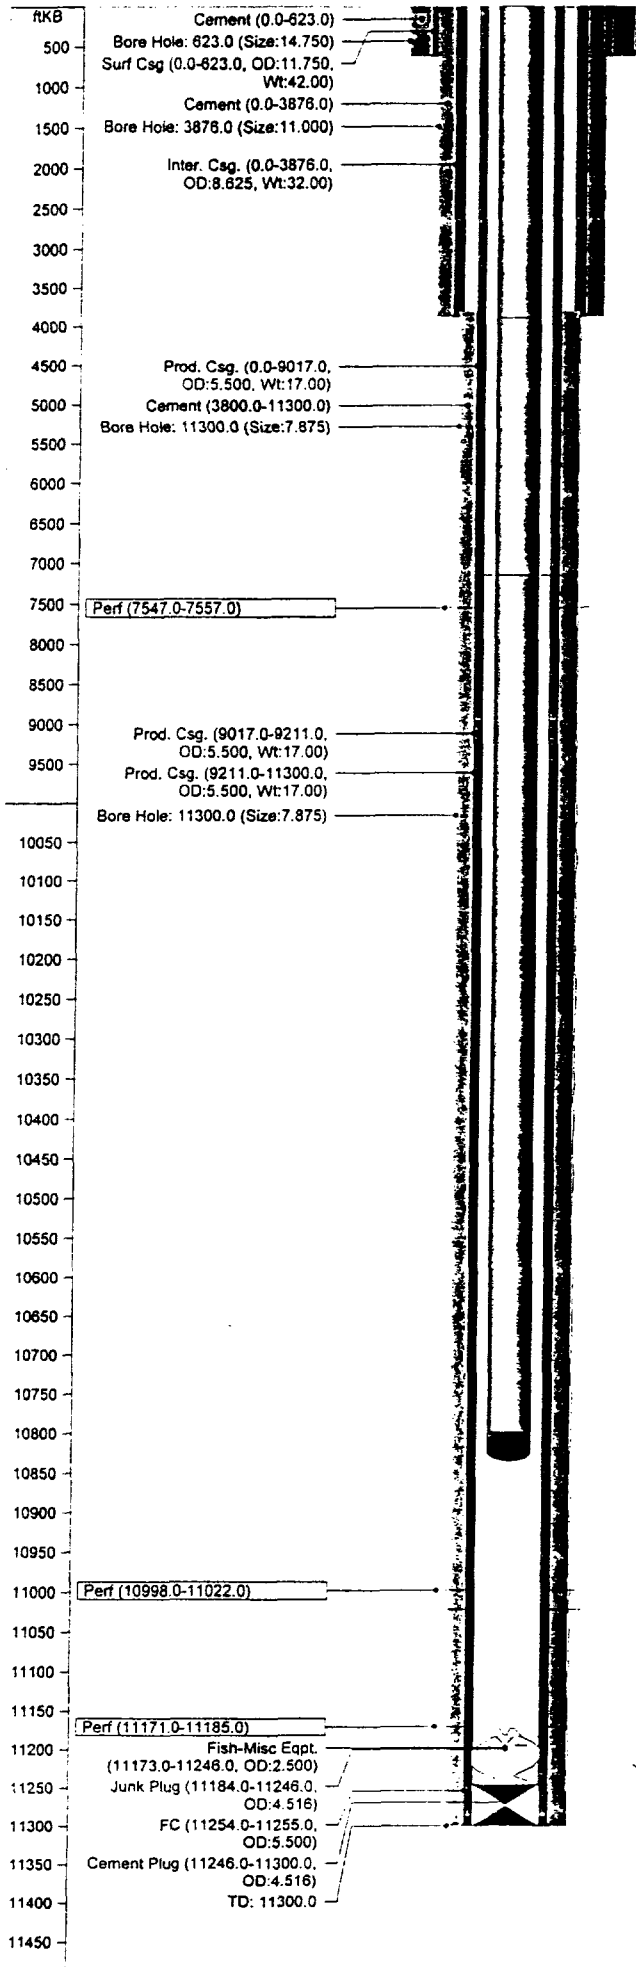 ftKB
Cement (0.0-623.0)
Bore Hole: 623.0 (Size:14.750)
500
Surf Csg (0.0-623.0, OD:11.750,
Wt:42.00)
1000
Cement (0.0-3876.0)
Bore Hole: 3876.0 (Size:11.000)
1500
Inter. Csg. (0.0-3876.0,
OD:8.625, Wt:32.00)
2000
2500
3000
3500
4000
4500
Prod. Csg. (0.0-9017.0,
OD:5.500, Wt:17.00)
5000
Cement (3800.0-11300.0)
Bore Hole: 11300.0 (Size:7.875)
5500
6000
6500
7000
7500
Perf (7547.0-7557.0)
8000
8500
9000
Prod. Csg. (9017.0-9211.0,
OD:5.500, Wt:17.00)
9500
Prod. Csg. (9211.0-11300.0,
OD:5.500, Wt:17.00)
Bore Hole: 11300.0 (Size:7.875)
10050
10100
10150
10200
10250
10300
10350
10400
10450
10500
10550
10600
10650
10700
10750
10800
10850
10900
10950
11000
Perf (10998.0-11022.0)
11050
11100
11150
Perf (11171.0-11185.0)
11200
Fish-Misc Eqpt.
(11173.0-11246.0, OD:2.500)
11250
Junk Plug (11184.0-11246.0,
OD:4.516)
11300
FC (11254.0-11255.0,
OD:5.500)
11350
Cement Plug (11246.0-11300.0,
OD:4.516)
11400
TD: 11300.0
11450